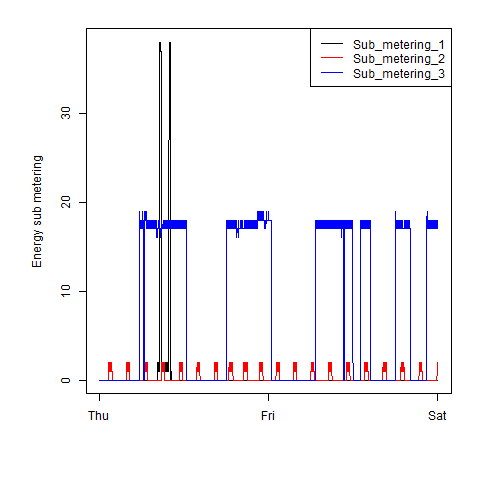 Sub_metering_1
Sub_metering_2
Sub_metering_3
Energy sub metering
30
20
10
0
Thu Fri Sat